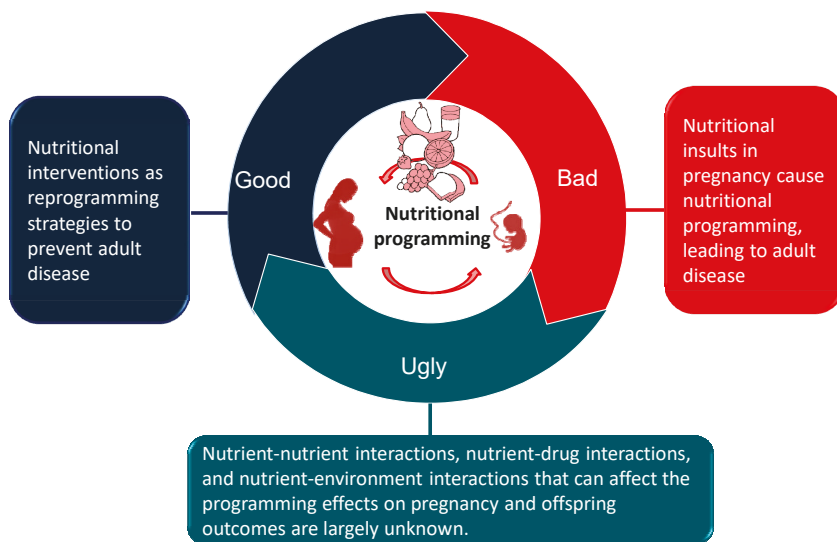 Good
Nutritional
interventions as
reprogramming
strategies to
prevent adult
disease
Nutritional
programming
Bad
Nutritional
insults in
pregnancy cause
nutritional
programming,
leading to adult
disease
Ugly
Nutrient-nutrient interactions, nutrient-drug interactions,
and nutrient-environment interactions that can affect the
programming effects on pregnancy and offspring
outcomes are largely unknown.